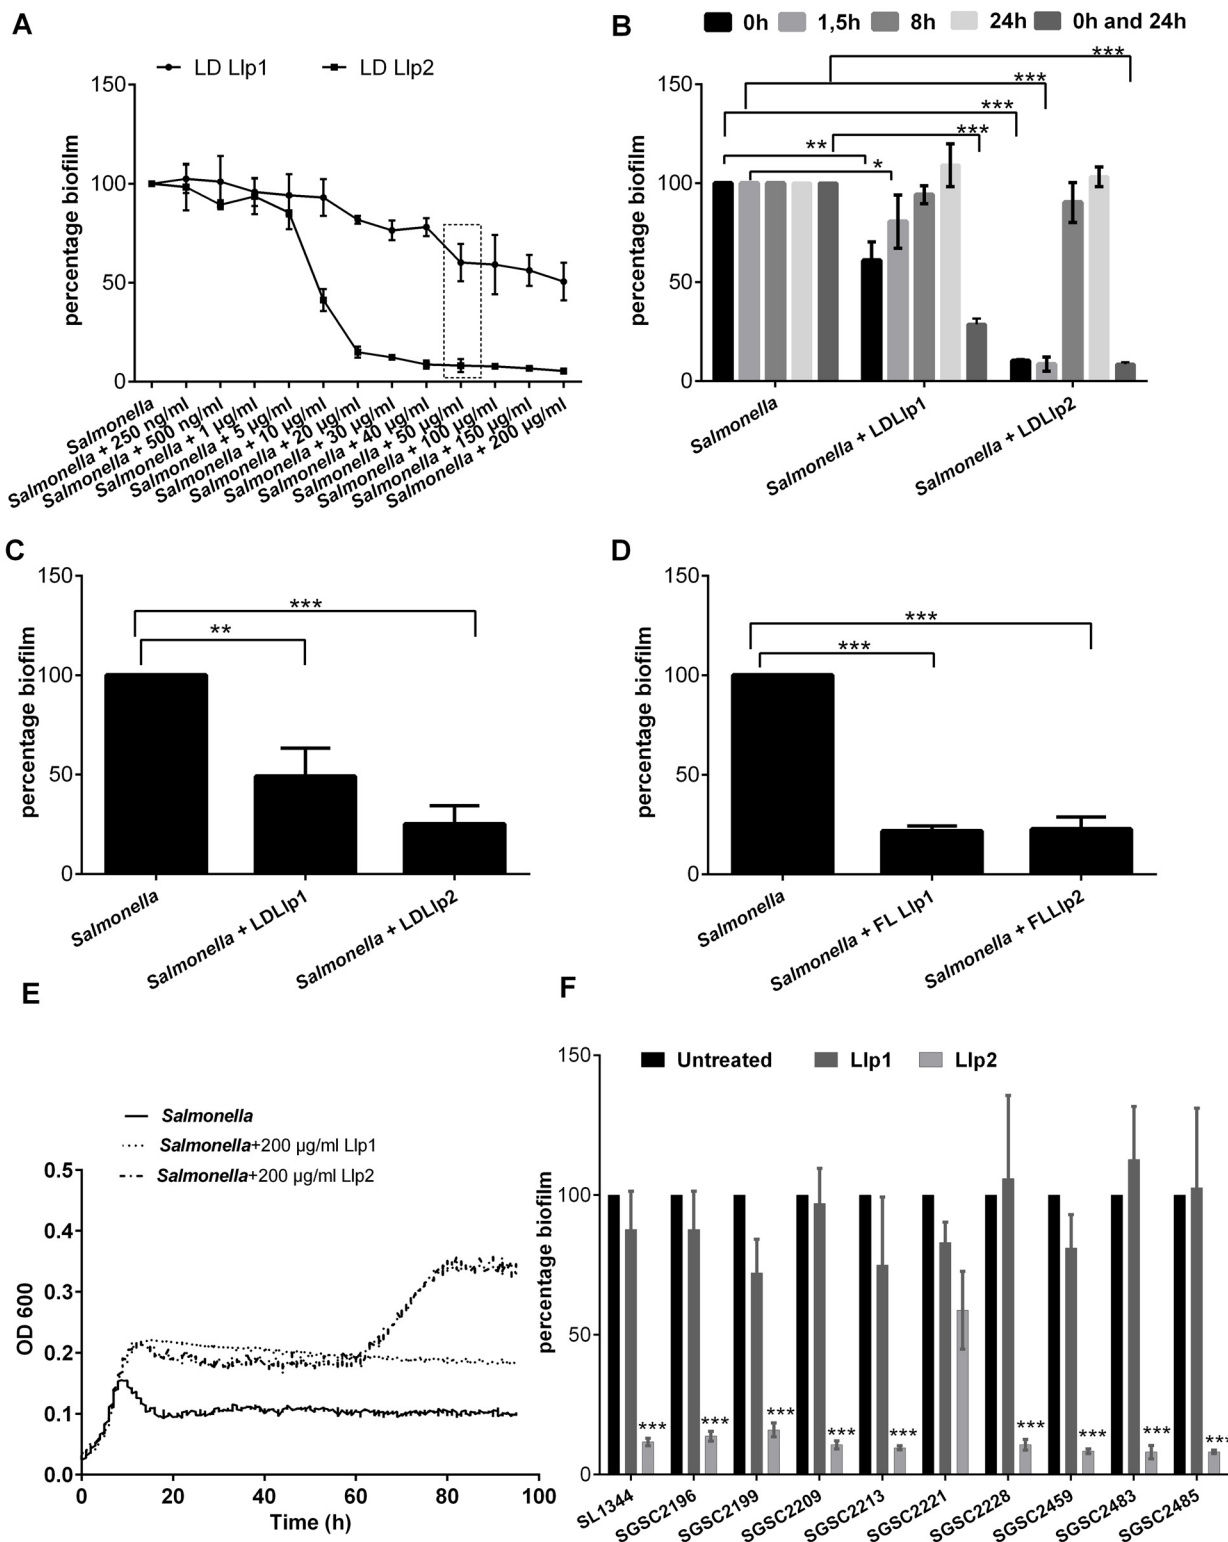 A
LD Llp1
LD Llp2
150
100
50
0
percentage biofilm
Salmonella
Salmonella + 250 ng/ml
Salmonella + 500 ng/ml
Salmonella + 1 µg/ml
Salmonella + 5 µg/ml
Salmonella + 10 µg/ml
Salmonella + 20 µg/ml
Salmonella + 30 µg/ml
Salmonella + 40 µg/ml
Salmonella + 50 µg/ml
Salmonella + 100 µg/ml
Salmonella + 150 µg/ml
Salmonella + 200 µg/ml
B
0h 1,5h 8h 24h 0h and 24h
150
100
50
0
percentage biofilm
***
***
***
***
**
*
Salmonella
Salmonella + LDLlp1
Salmonella + LDLlp2
C
150
100
50
0
percentage biofilm
***
**
Salmonella
Salmonella + LDLlp1
Salmonella + LDLlp2
D
150
100
50
0
percentage biofilm
***
***
Salmonella
Salmonella + FL Llp1
Salmonella + FLLlp2
E
Salmonella
Salmonella+200 µg/ml Llp1
Salmonella+200 µg/ml Llp2
0.5
0.4
0.3
0.2
0.1
0.0
OD 600
0 20 40 60 80 100
Time (h)
F
Untreated Llp1 Llp2
150
100
50
0
percentage biofilm
*** *** *** *** *** *** *** *** ***
SL1344
SGSC2196
SGSC2199
SGSC2209
SGSC2213
SGSC2221
SGSC2228
SGSC2459
SGSC2483
SGSC2485